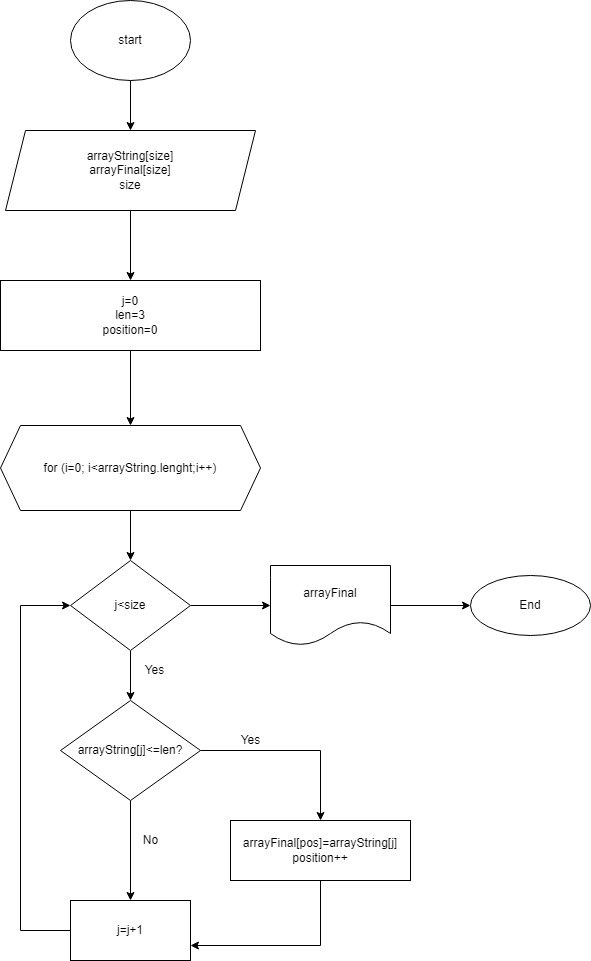 start
arrayString[size]
arrayFinal[size]
size
j=0
len=3
position=0
for (i=0; i<arrayString.lenght;i++)
j<size
arrayFinal
End
Yes
arrayString[j]<=len?
Yes
No
arrayFinal[pos]=arrayString[j]
position++
j=j+1